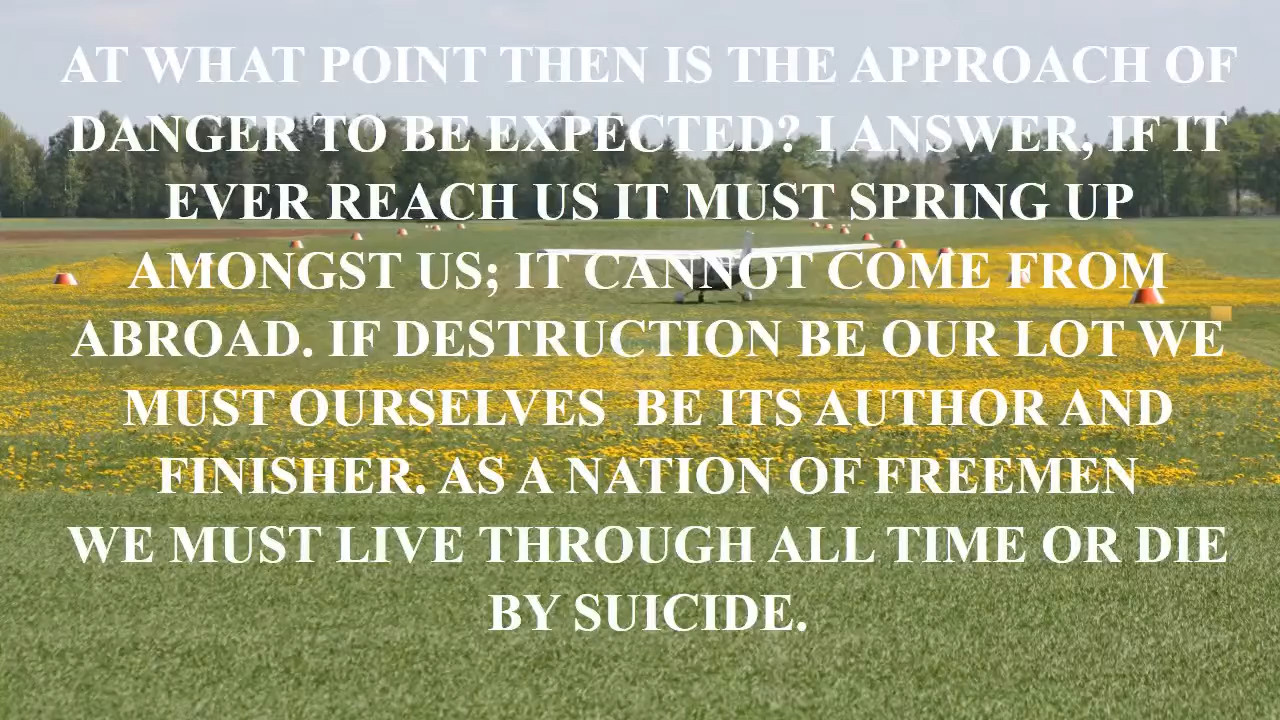 AT WHAT POINT THEN IS THE APPROACH OF
DANGER TO BE EXPECTED? I ANSWER, IF IT
EVER REACH US IT MUST SPRING UP
AMONGST US; IT CANNOT COME FROM
ABROAD. IF DESTRUCTION BE OUR LOT WE
MUST OURSELVES  BE ITS AUTHOR AND
FINISHER. AS A NATION OF FREEMEN
WE MUST LIVE THROUGH ALL TIME OR DIE
BY SUICIDE.